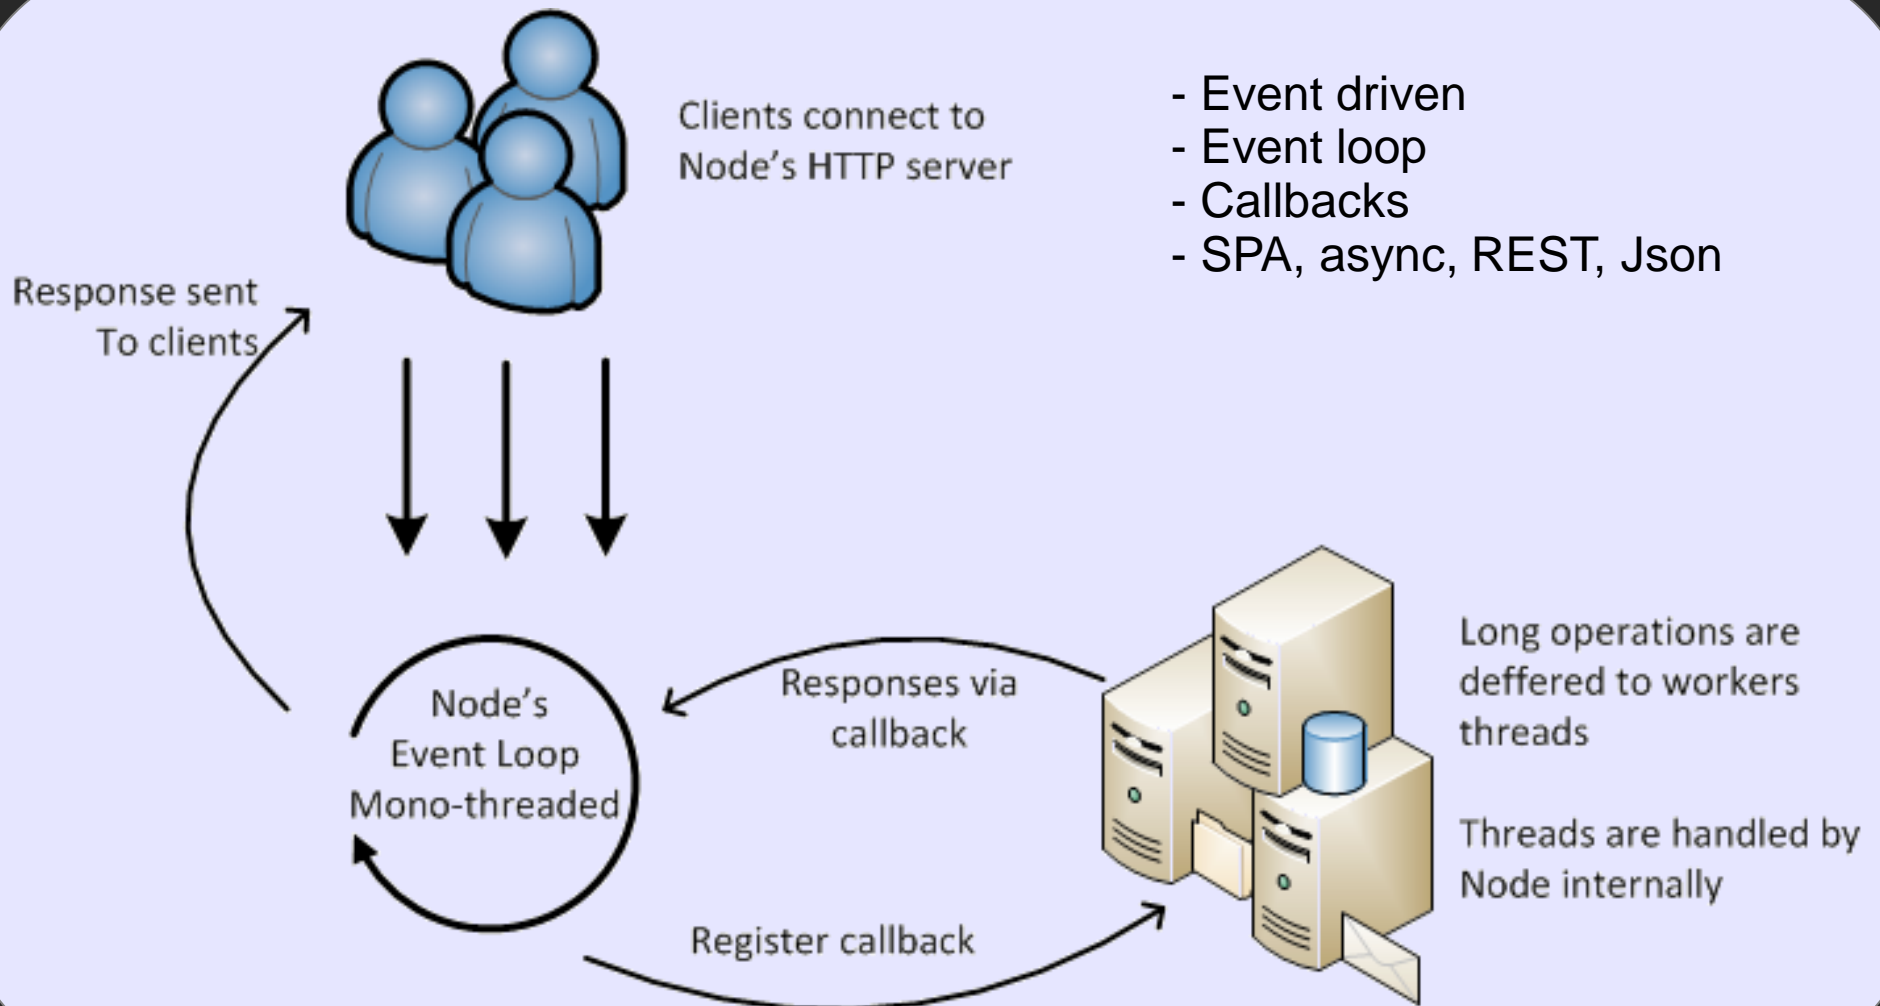 Clients connect to
Node's HTTP server
- Event driven
- Event loop
- Callbacks
- SPA, async, REST, Json
Response sent
To clients
Node's
Event Loop
Mono-threaded
Responses via
callback
Register callback
Long operations are
deffered to workers
threads
Threads are handled by
Node internally